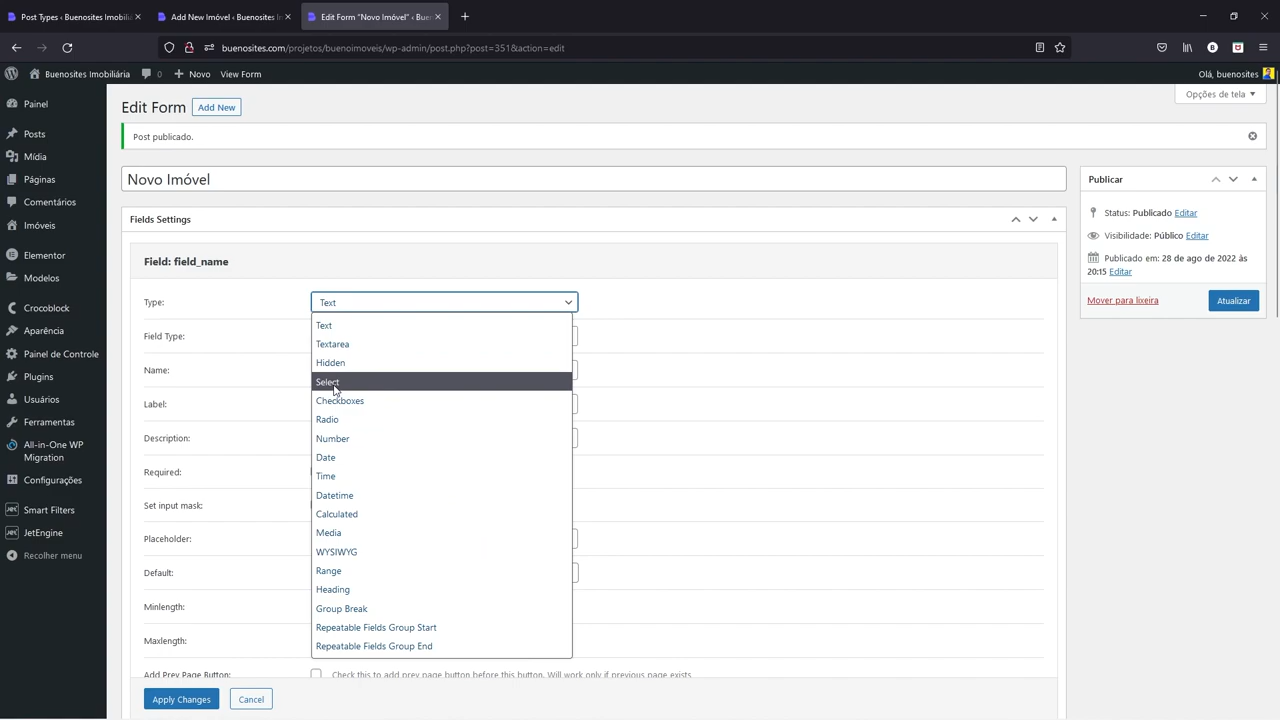 Post Types ‹ Buenosites Imobili
Add New Imóvel ‹ Buenosites I
Edit Form "Novo Imóvel" ‹ Bue
buenosites.com/projetos/buenoimoveis/wp-admin/post.php?post=351&action=edit
Buenosites Imobiliária
0
Novo
View Form
Olá, buenosites
Painel
Posts
Mídia
Páginas
Comentários
Imóveis
Elementor
Modelos
Crocoblock
Aparência
Painel de Controle
Plugins
Usuários
Ferramentas
All-in-One WP
Migration
Configurações
Smart Filters
JetEngine
Recolher menu
Opções de tela
Edit Form
Add New
Post publicado.
Novo Imóvel
Fields Settings
Field: field_name
Type:
Text
Field Type:
Name:
Label:
Description:
Required:
Set input mask:
Placeholder:
Default:
Minlength:
Maxlength:
Add Prev Page Button:
Text
Textarea
Hidden
Select
Checkboxes
Radio
Number
Date
Time
Datetime
Calculated
Media
WYSIWYG
Range
Heading
Group Break
Repeatable Fields Group Start
Repeatable Fields Group End
Check this to add prev page button before this button. Will work only if previous page exists
Apply Changes
Cancel
Publicar
Status: Publicado Editar
Visibilidade: Público Editar
Publicado em: 28 de ago de 2022 às
20:15 Editar
Mover para lixeira
Atualizar